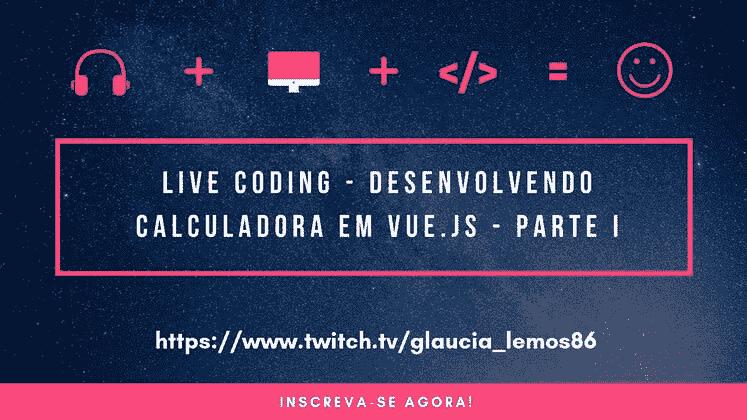 + + </> =
LIVE CODING - DESENVOLVENDO
CALCULADORA EM VUE.JS - PARTE I
https://www.twitch.tv/glaucia_lemos86
INSCREVA-SE AGORA!